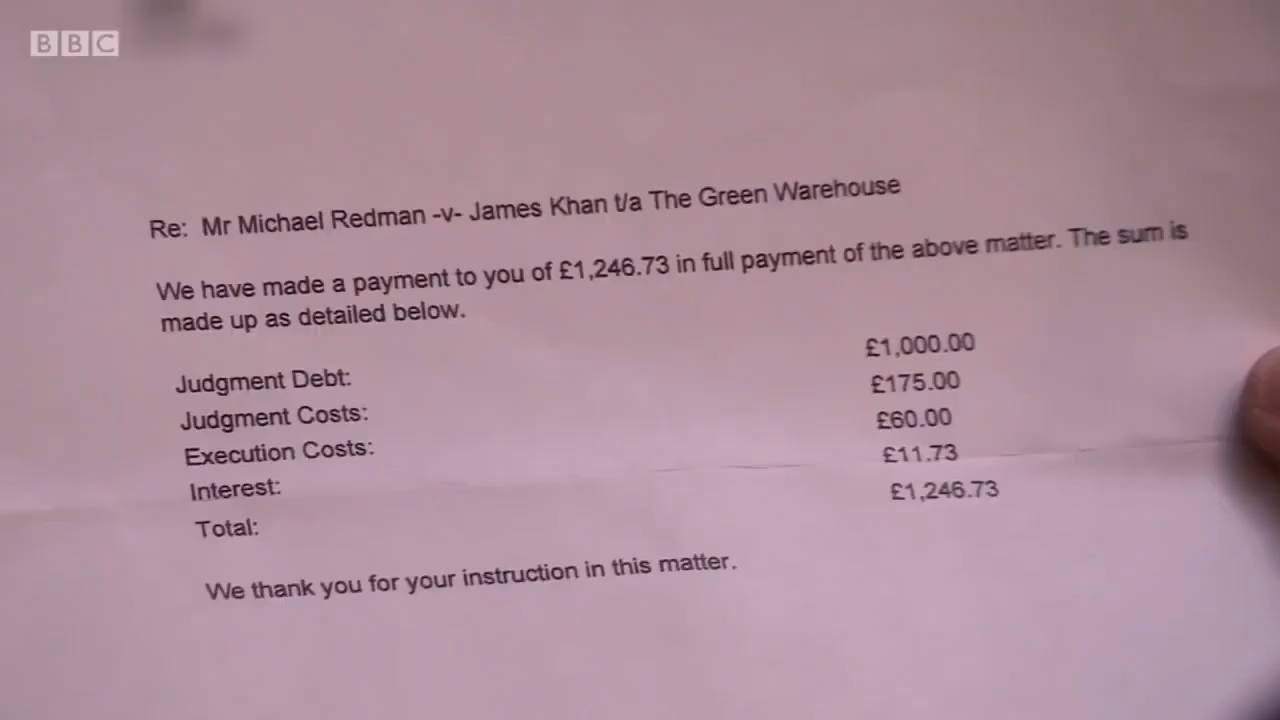 BBC
Re: Mr Michael Redman -v- James Khan t/a The Green Warehouse
We have made a payment to you of £1,246.73 in full payment of the above matter. The sum is
made up as detailed below.
Judgment Debt: £1,000.00
Judgment Costs: £175.00
Execution Costs: £60.00
Interest: £11.73
Total: £1,246.73
We thank you for your instruction in this matter.